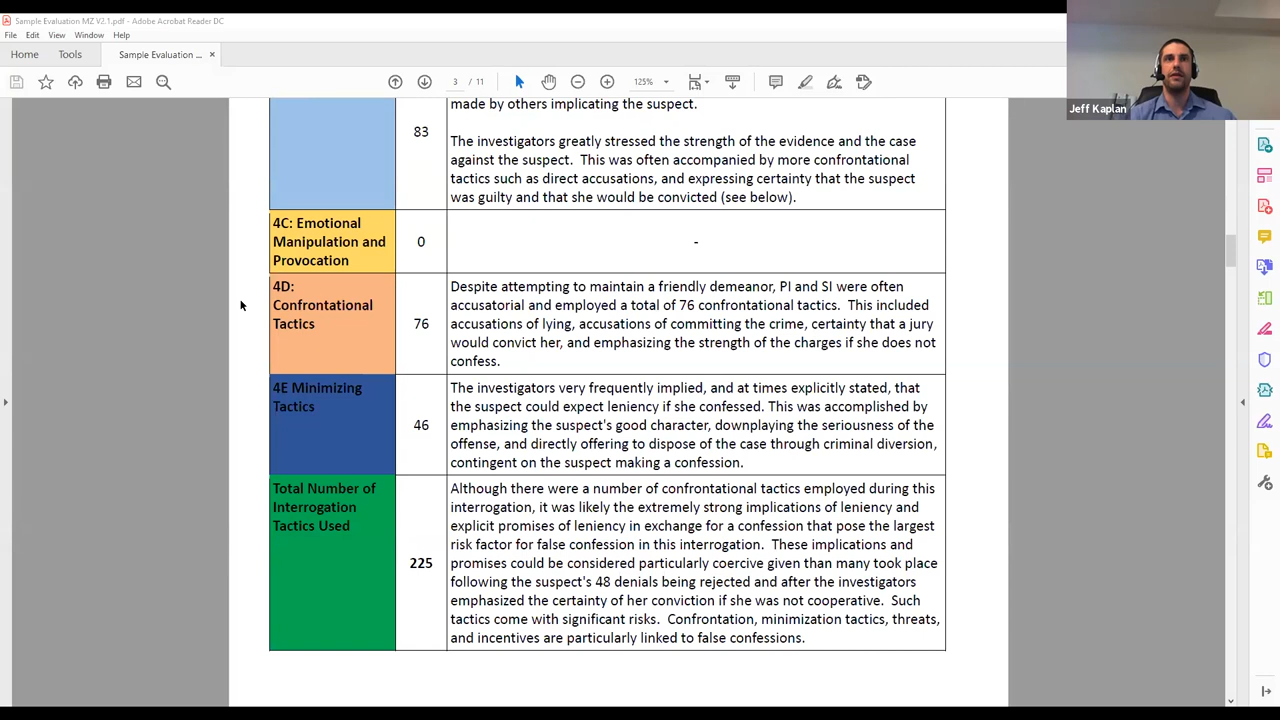 Sample Evaluation MZ V2.1.pdf - Adobe Acrobat Reader DC
File Edit View Window Help
Home Tools Sample Evaluation ... ×
3 11 125%
Jeff Kaplan
83
made by others implicating the suspect.
The investigators greatly stressed the strength of the evidence and the case
against the suspect. This was often accompanied by more confrontational
tactics such as direct accusations, and expressing certainty that the suspect
was guilty and that she would be convicted (see below).
4C: Emotional
Manipulation and
Provocation
0
-
4D:
Confrontational
Tactics
76
Despite attempting to maintain a friendly demeanor, PI and SI were often
accusatorial and employed a total of 76 confrontational tactics. This included
accusations of lying, accusations of committing the crime, certainty that a jury
would convict her, and emphasizing the strength of the charges if she does not
confess.
4E Minimizing
Tactics
46
The investigators very frequently implied, and at times explicitly stated, that
the suspect could expect leniency if she confessed. This was accomplished by
emphasizing the suspect's good character, downplaying the seriousness of the
offense, and directly offering to dispose of the case through criminal diversion,
contingent on the suspect making a confession.
Total Number of
Interrogation
Tactics Used
225
Although there were a number of confrontational tactics employed during this
interrogation, it was likely the extremely strong implications of leniency and
explicit promises of leniency in exchange for a confession that pose the largest
risk factor for false confession in this interrogation. These implications and
promises could be considered particularly coercive given than many took place
following the suspect's 48 denials being rejected and after the investigators
emphasized the certainty of her conviction if she was not cooperative. Such
tactics come with significant risks. Confrontation, minimization tactics, threats,
and incentives are particularly linked to false confessions.